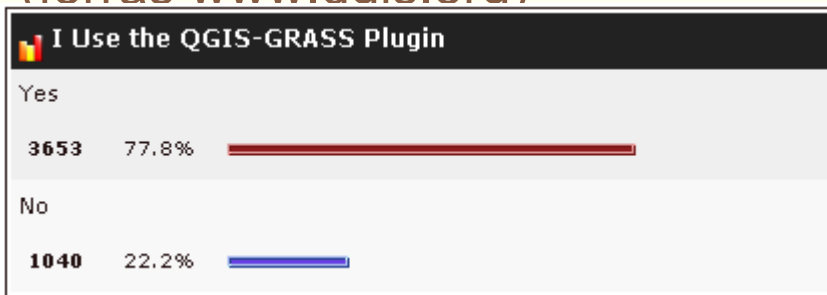 I Use the QGIS-GRASS Plugin
Yes
3653 77.8%
No
1040 22.2%